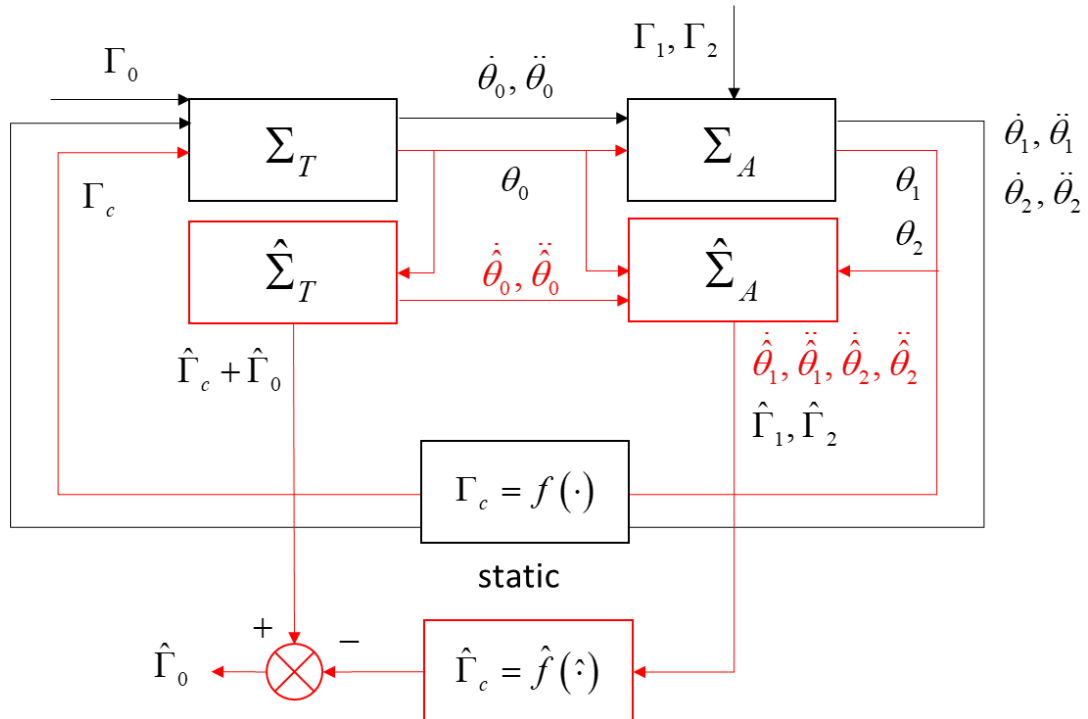 Γ₁, Γ₂
Γ₀
θ̇₀, θ̈₀
Σ_T
Σ_A
θ̇₁, θ̈₁
θ̇₂, θ̈₂
Γ_c
θ₀
θ₁
θ₂
Σ̂_T
θ̂̇₀, θ̂̈₀
Σ̂_A
Γ̂_c + Γ̂₀
θ̂̇₁, θ̂̈₁, θ̂̇₂, θ̂̈₂
Γ̂₁, Γ̂₂
Γ_c = f(·)
static
+
−
Γ̂₀
Γ̂_c = f̂(·̂)